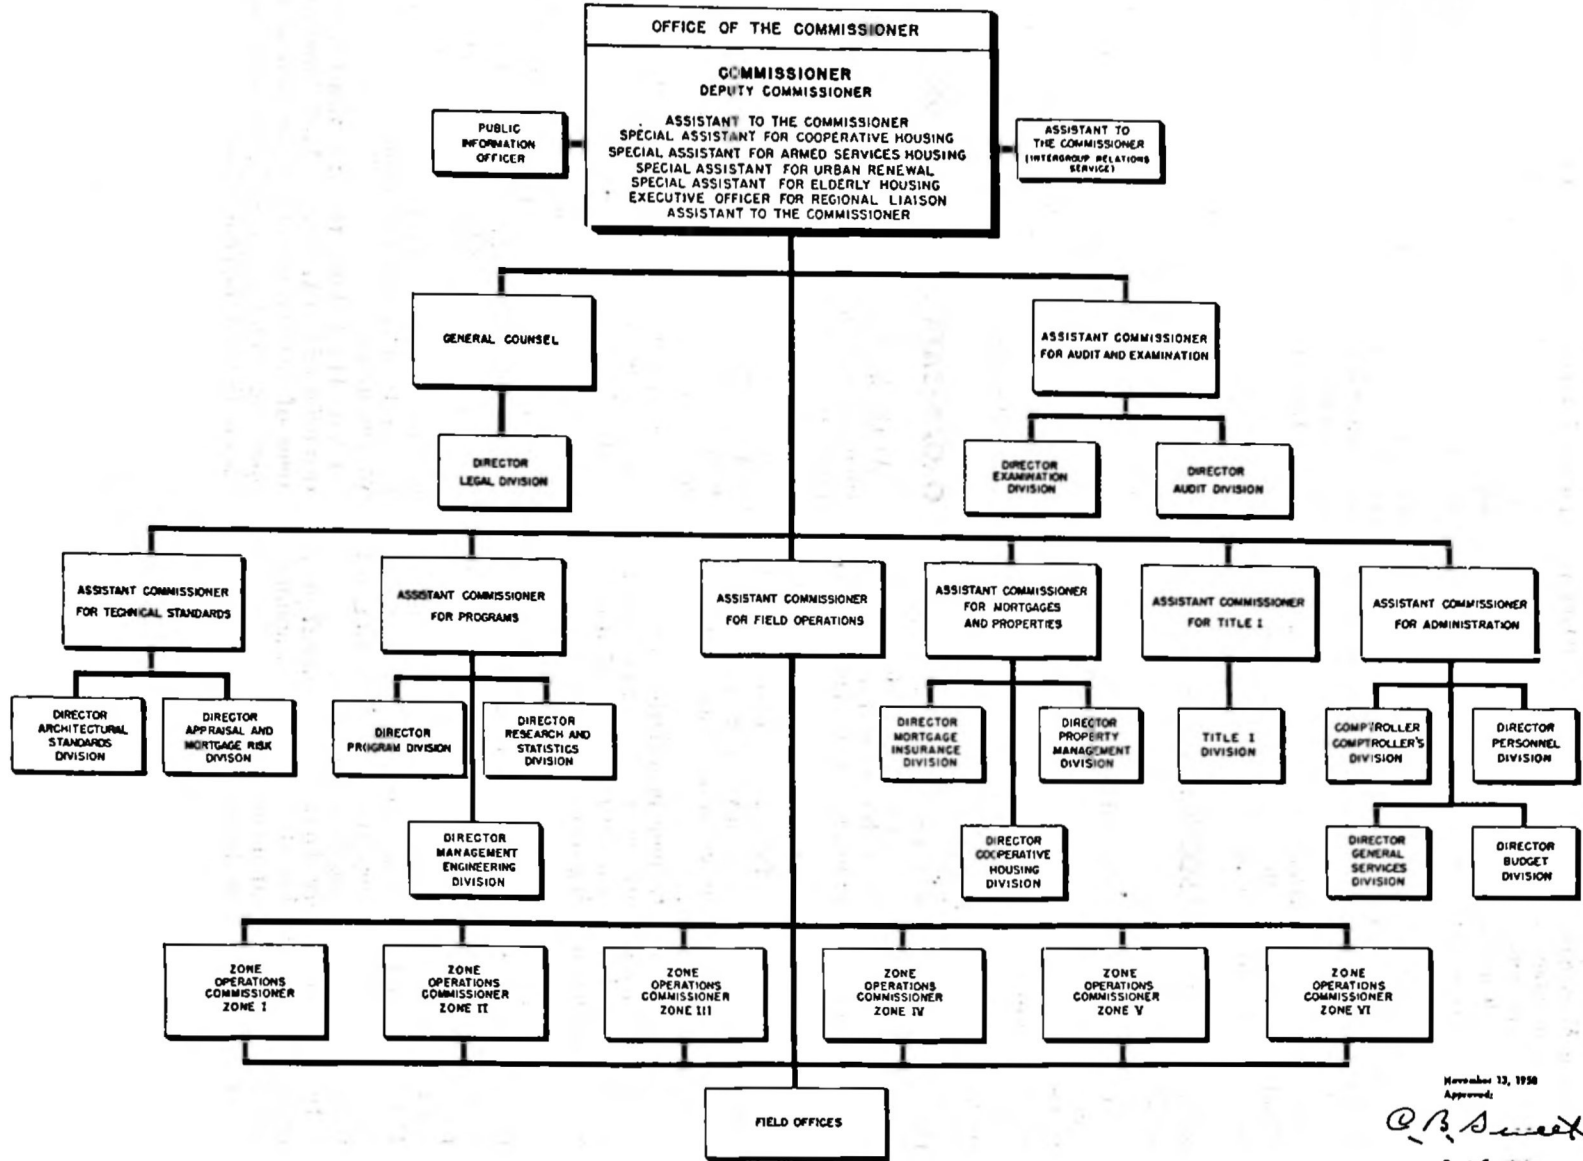 OFFICE OF THE COMMISSIONER
COMMISSIONER
DEPUTY COMMISSIONER
ASSISTANT TO THE COMMISSIONER
SPECIAL ASSISTANT FOR COOPERATIVE HOUSING
SPECIAL ASSISTANT FOR ARMED SERVICES HOUSING
SPECIAL ASSISTANT FOR URBAN RENEWAL
SPECIAL ASSISTANT FOR ELDERLY HOUSING
EXECUTIVE OFFICER FOR REGIONAL LIAISON
ASSISTANT TO THE COMMISSIONER
PUBLIC
INFORMATION
OFFICER
ASSISTANT TO
THE COMMISSIONER
(INTERGROUP RELATIONS
SERVICE)
GENERAL COUNSEL
ASSISTANT COMMISSIONER
FOR AUDIT AND EXAMINATION
DIRECTOR
LEGAL DIVISION
DIRECTOR
EXAMINATION
DIVISION
DIRECTOR
AUDIT DIVISION
ASSISTANT COMMISSIONER
FOR TECHNICAL STANDARDS
ASSISTANT COMMISSIONER
FOR PROGRAMS
ASSISTANT COMMISSIONER
FOR FIELD OPERATIONS
ASSISTANT COMMISSIONER
FOR MORTGAGES
AND PROPERTIES
ASSISTANT COMMISSIONER
FOR TITLE I
ASSISTANT COMMISSIONER
FOR ADMINISTRATION
DIRECTOR
ARCHITECTURAL
STANDARDS
DIVISION
DIRECTOR
APPRAISAL AND
MORTGAGE RISK
DIVISON
DIRECTOR
PROGRAM DIVISION
DIRECTOR
RESEARCH AND
STATISTICS
DIVISION
DIRECTOR
MORTGAGE
INSURANCE
DIVISION
DIRECTOR
PROPERTY
MANAGEMENT
DIVISION
TITLE I
DIVISION
COMPTROLLER
COMPTROLLER'S
DIVISION
DIRECTOR
PERSONNEL
DIVISION
DIRECTOR
MANAGEMENT
ENGINEERING
DIVISION
DIRECTOR
COOPERATIVE
HOUSING
DIVISION
DIRECTOR
GENERAL
SERVICES
DIVISION
DIRECTOR
BUDGET
DIVISION
ZONE
OPERATIONS
COMMISSIONER
ZONE I
ZONE
OPERATIONS
COMMISSIONER
ZONE II
ZONE
OPERATIONS
COMMISSIONER
ZONE III
ZONE
OPERATIONS
COMMISSIONER
ZONE IV
ZONE
OPERATIONS
COMMISSIONER
ZONE V
ZONE
OPERATIONS
COMMISSIONER
ZONE VI
FIELD OFFICES
November 13, 1958
Approved: